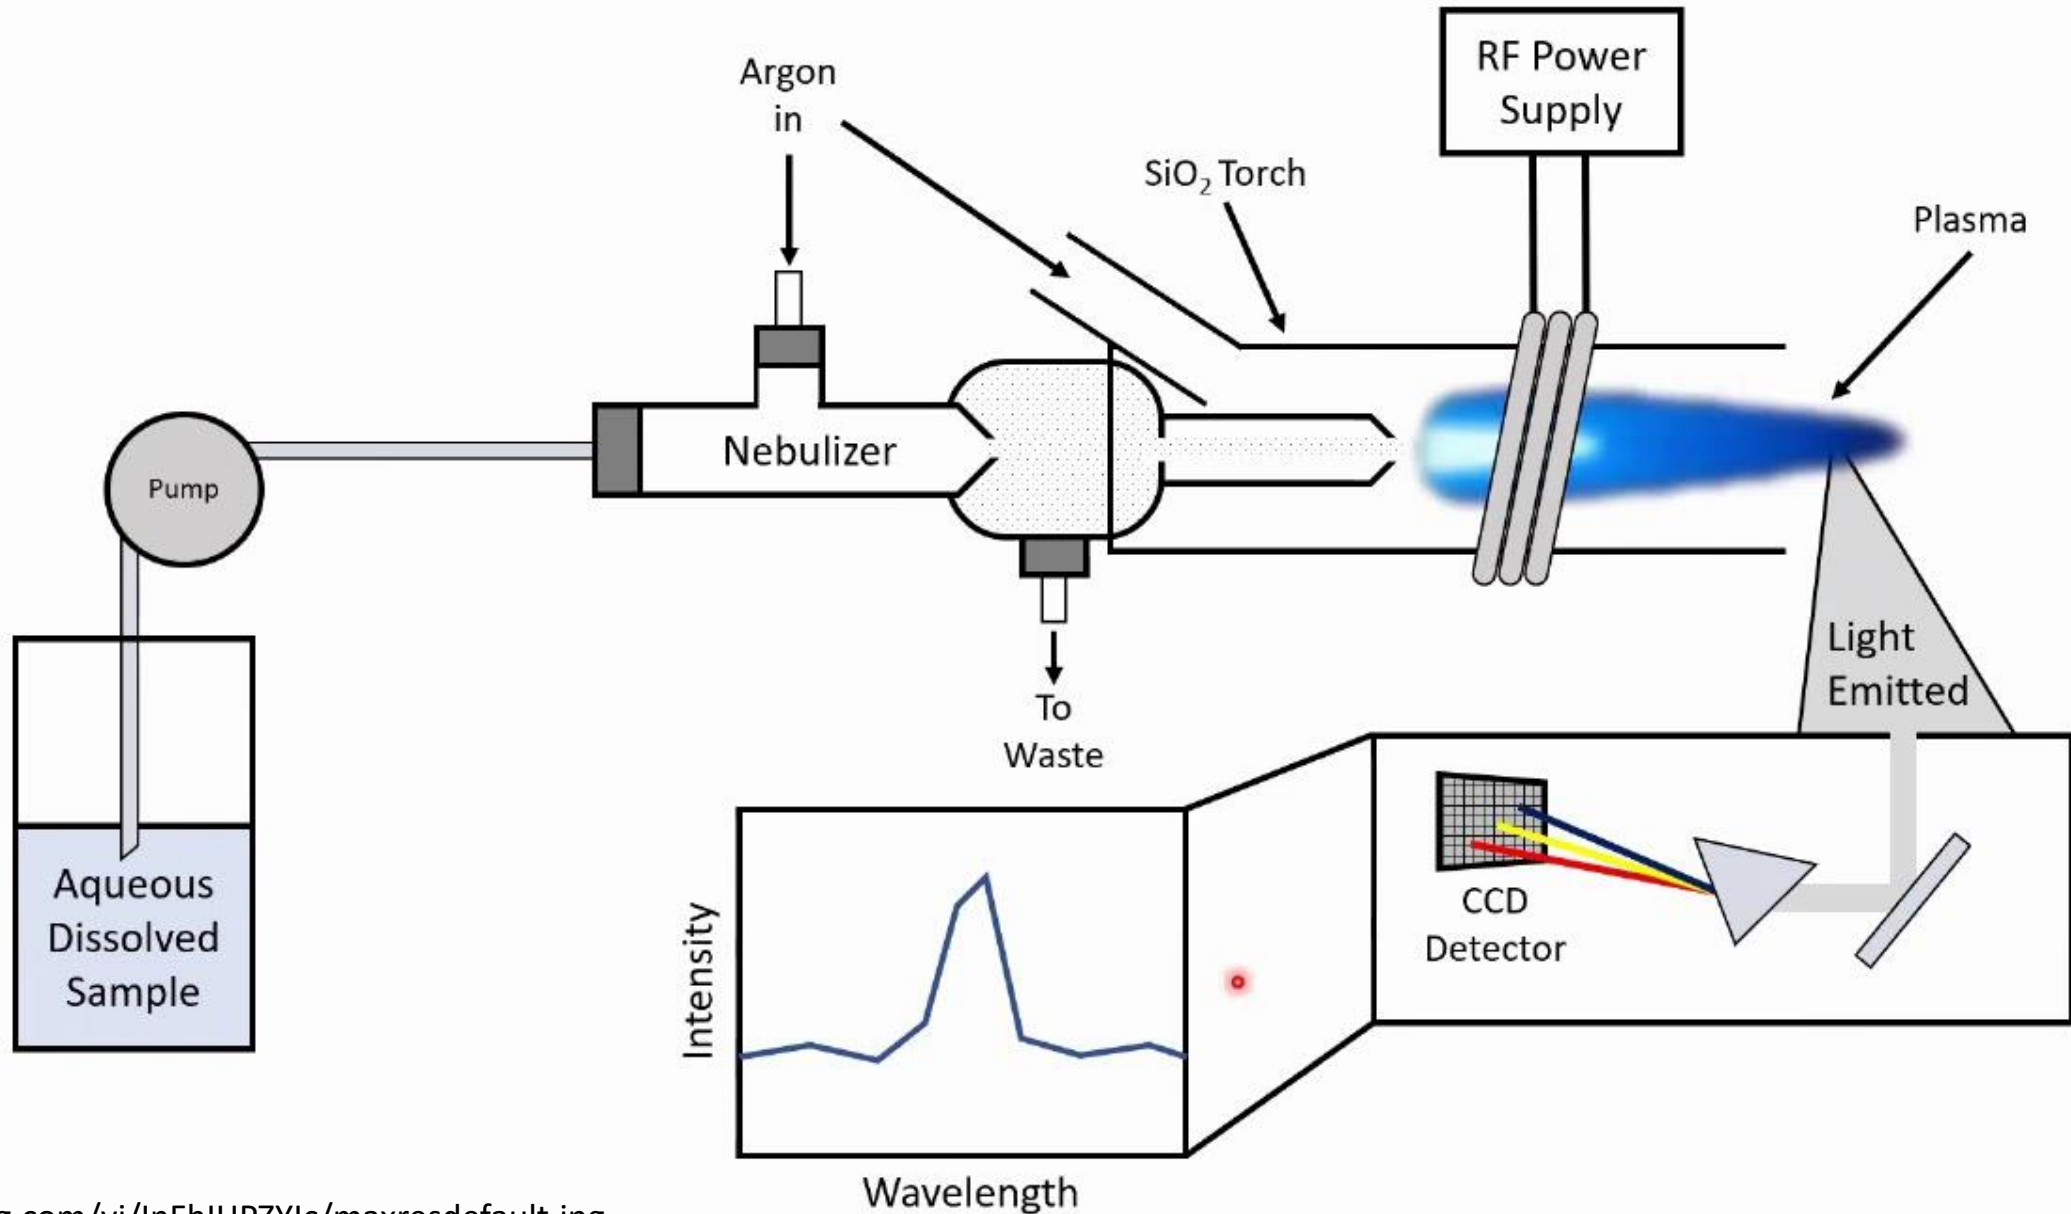 Argon
in
RF Power
Supply
SiO₂ Torch
Plasma
Nebulizer
Pump
Light
Emitted
To
Waste
Aqueous
Dissolved
Sample
CCD
Detector
Intensity
Wavelength